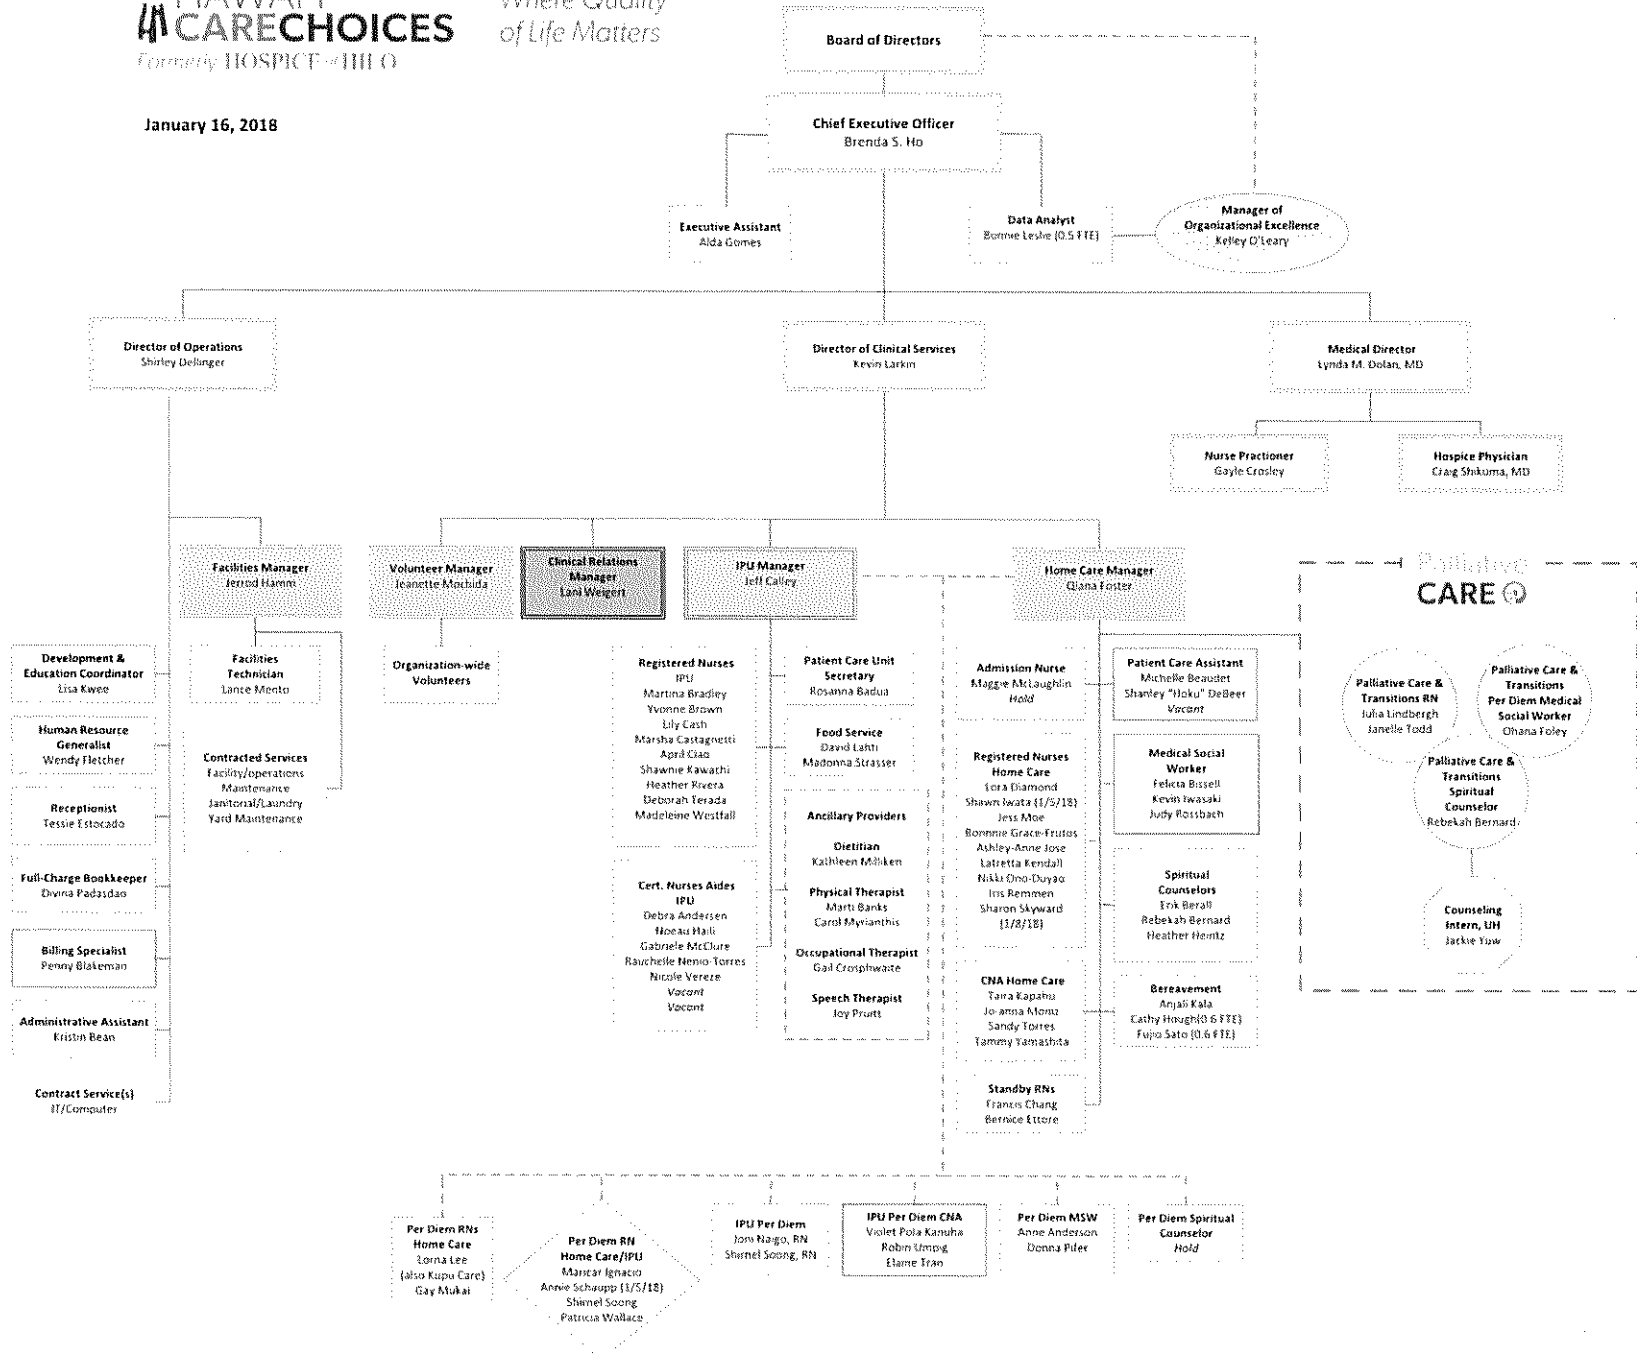 HAWAI'I
CARECHOICES
Formerly HOSPICE of HILO
Where Quality
of Life Matters
January 16, 2018
Board of Directors
Chief Executive Officer
Brenda S. Ho
Executive Assistant
Alda Gomes
Data Analyst
Bonnie Leslie (0.5 FTE)
Manager of
Organizational Excellence
Kelley O'Leary
Director of Operations
Shirley Dellinger
Director of Clinical Services
Kevin Larkin
Medical Director
Lynda M. Dolan, MD
Nurse Practioner
Gayle Crosley
Hospice Physician
Craig Shikuma, MD
Facilities Manager
Jerrod Hamm
Volunteer Manager
Jeanette Mochida
Clinical Relations
Manager
Lani Weigert
IPU Manager
Jeff Calley
Home Care Manager
Qiana Foster
Palliative
CARE
Development &
Education Coordinator
Lisa Kwee
Human Resource
Generalist
Wendy Fletcher
Receptionist
Tessie Estocado
Full-Charge Bookkeeper
Divina Padasdao
Billing Specialist
Penny Blakeman
Administrative Assistant
Kristin Bean
Contract Service(s)
IT/Computer
Facilities
Technician
Lance Mento
Contracted Services
Facility/operations
Maintenance
Janitorial/Laundry
Yard Maintenance
Organization-wide
Volunteers
Registered Nurses
IPU
Martina Bradley
Yvonne Brown
Lily Cash
Marsha Castagnetti
April Ciao
Shawnie Kawachi
Heather Rivera
Deborah Terada
Madeleine Westfall
Cert. Nurses Aides
IPU
Debra Andersen
Noeau Haili
Gabriele McClure
Rauchelle Nenio-Torres
Nicole Vereze
Vacant
Vacant
Patient Care Unit
Secretary
Rosanna Badua
Food Service
David Lahti
Madonna Strasser
Ancillary Providers
Dietitian
Kathleen Milliken
Physical Therapist
Marti Banks
Carol Myrianthis
Occupational Therapist
Gail Crosphwaite
Speech Therapist
Joy Pruitt
Admission Nurse
Maggie McLaughlin
Hold
Registered Nurses
Home Care
Lora Diamond
Shawn Iwata (1/5/18)
Jess Moe
Bonnnie Grace-Frutos
Ashley-Anne Jose
Latretta Kendall
Nikki Ono-Duyao
Iris Remmen
Sharon Skyward
(1/8/18)
CNA Home Care
Taira Kapahu
Jo-anna Moniz
Sandy Torres
Tammy Yamashita
Standby RNs
Francis Chang
Bernice Ettore
Patient Care Assistant
Michelle Beaudet
Shanley "Hoku" DeBeer
Vacant
Medical Social
Worker
Felicia Bissell
Kevin Iwasaki
Judy Rossbach
Spiritual
Counselors
Erik Berall
Rebekah Bernard
Heather Heintz
Bereavement
Anjali Kala
Cathy Hough(0.6 FTE)
Fujio Sato (0.6 FTE)
Palliative Care &
Transitions RN
Julia Lindbergh
Janelle Todd
Palliative Care &
Transitions
Per Diem Medical
Social Worker
Ohana Foley
Palliative Care &
Transitions
Spiritual
Counselor
Rebekah Bernard
Counseling
Intern, UH
Jackie Yuw
Per Diem RNs
Home Care
Lorna Lee
(also Kupu Care)
Gay Mukai
Per Diem RN
Home Care/IPU
Maricar Ignacio
Annie Schaupp (1/5/18)
Shirnel Soong
Patricia Wallace
IPU Per Diem
Joni Naigo, RN
Shirnel Soong, RN
IPU Per Diem CNA
Violet Pola Kanuha
Robin Umpig
Elaine Tran
Per Diem MSW
Anne Anderson
Donna Pifer
Per Diem Spiritual
Counselor
Hold